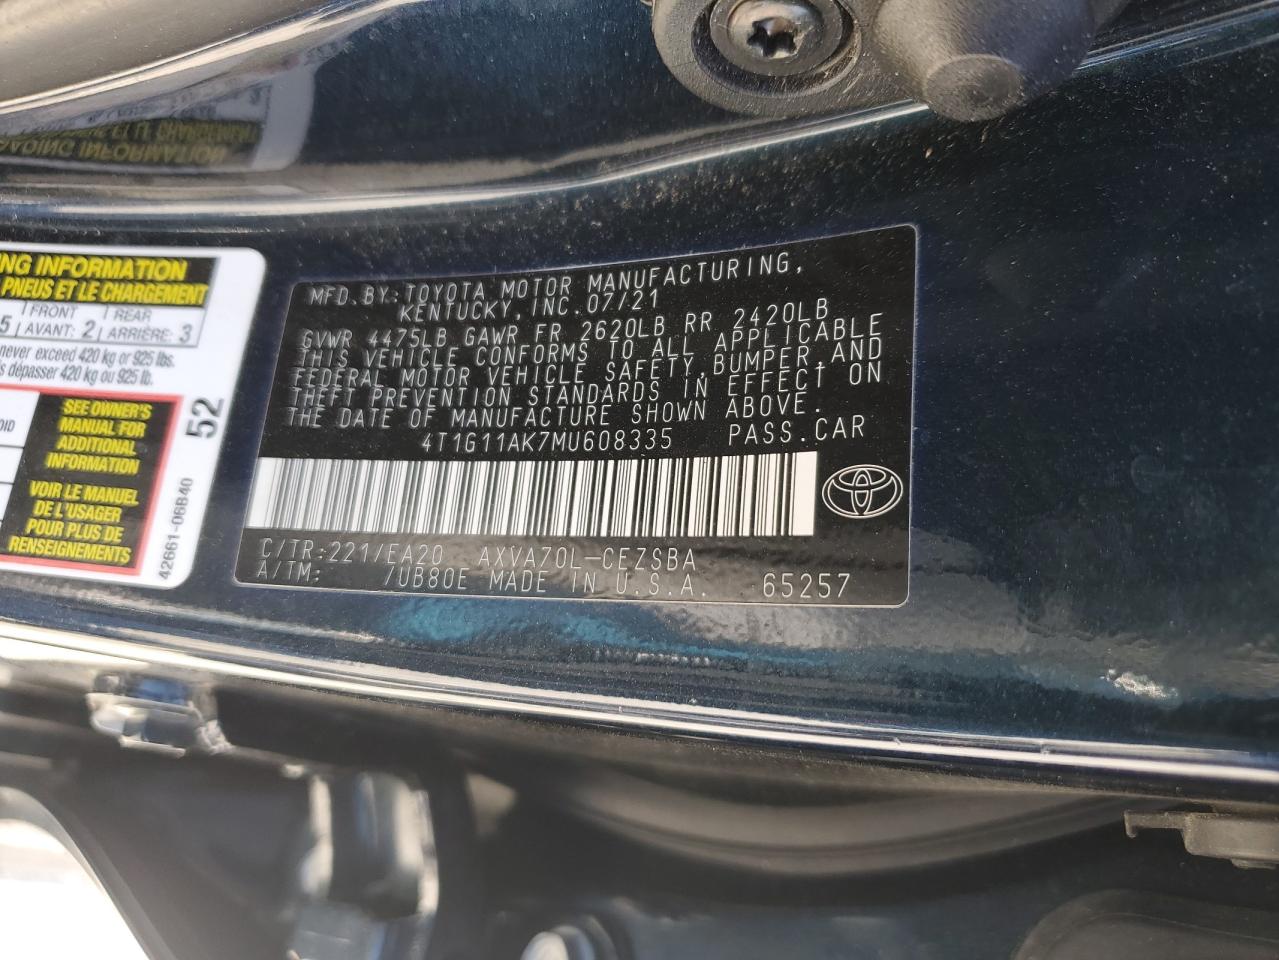 NG INFORMATION
PNEUS ET LE CHARGEMENT
5 FRONT AVANT: 2 REAR ARRIÈRE: 3
never exceed 420 kg or 925 lbs.
dépasser 420 kg ou 925 lb.
SEE OWNER'S
MANUAL FOR
ADDITIONAL
INFORMATION
VOIR LE MANUEL
DE L'USAGER
POUR PLUS DE
RENSEIGNEMENTS
52
42661-06B40
MFD. BY: TOYOTA MOTOR MANUFACTURING,
KENTUCKY, INC. 07/21
GVWR 4475LB GAWR FR 2620LB RR 2420LB
THIS VEHICLE CONFORMS TO ALL APPLICABLE
FEDERAL MOTOR VEHICLE SAFETY, BUMPER, AND
THEFT PREVENTION STANDARDS IN EFFECT ON
THE DATE OF MANUFACTURE SHOWN ABOVE.
4T1G11AK7MU608335 PASS. CAR
C/TR: 221/EA20 AXVA70L-CEZSBA
A/TM: /UB80E MADE IN U.S.A. 65257